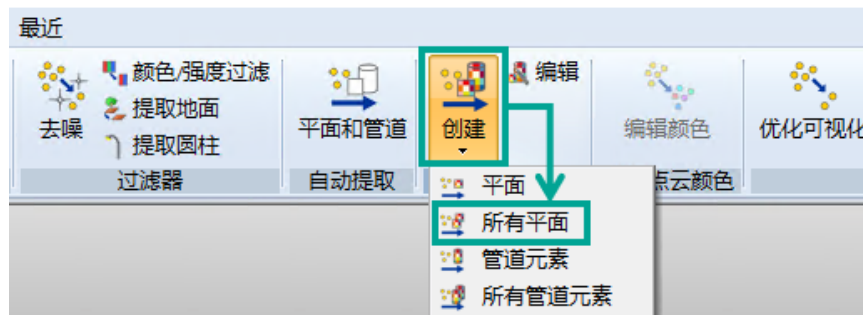 最近
去噪
颜色/强度过滤
提取地面
提取圆柱
过滤器
平面和管道
自动提取
创建
编辑
编辑颜色
点云颜色
优化可视化
平面
所有平面
管道元素
所有管道元素